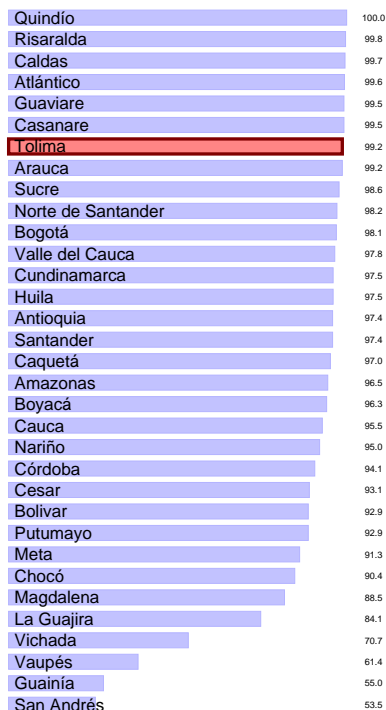 Quindío 100.0
Risaralda 99.8
Caldas 99.7
Atlántico 99.6
Guaviare 99.5
Casanare 99.5
Tolima 99.2
Arauca 99.2
Sucre 98.6
Norte de Santander 98.2
Bogotá 98.1
Valle del Cauca 97.8
Cundinamarca 97.5
Huila 97.5
Antioquia 97.4
Santander 97.4
Caquetá 97.0
Amazonas 96.5
Boyacá 96.3
Cauca 95.5
Nariño 95.0
Córdoba 94.1
Cesar 93.1
Bolivar 92.9
Putumayo 92.9
Meta 91.3
Chocó 90.4
Magdalena 88.5
La Guajira 84.1
Vichada 70.7
Vaupés 61.4
Guainía 55.0
San Andrés 53.5